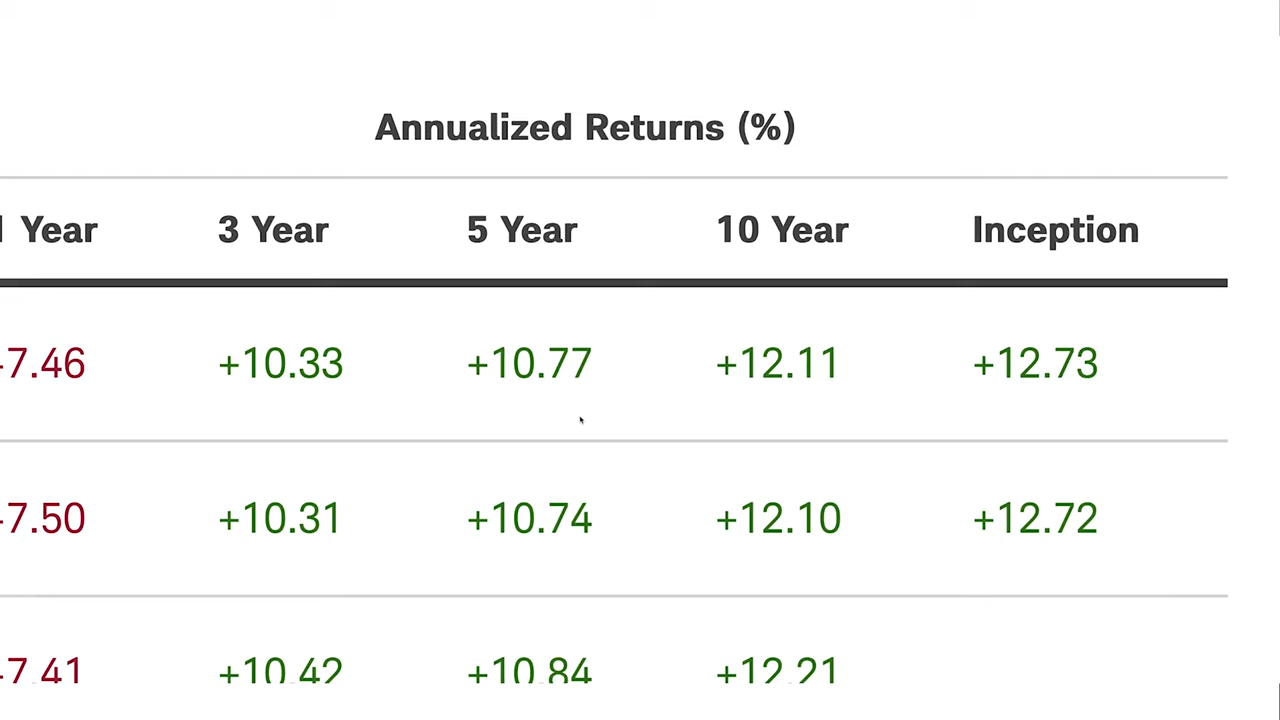 Annualized Returns (%)
1 Year 3 Year 5 Year 10 Year Inception
-7.46 +10.33 +10.77 +12.11 +12.73
-7.50 +10.31 +10.74 +12.10 +12.72
-7.41 +10.42 +10.84 +12.21